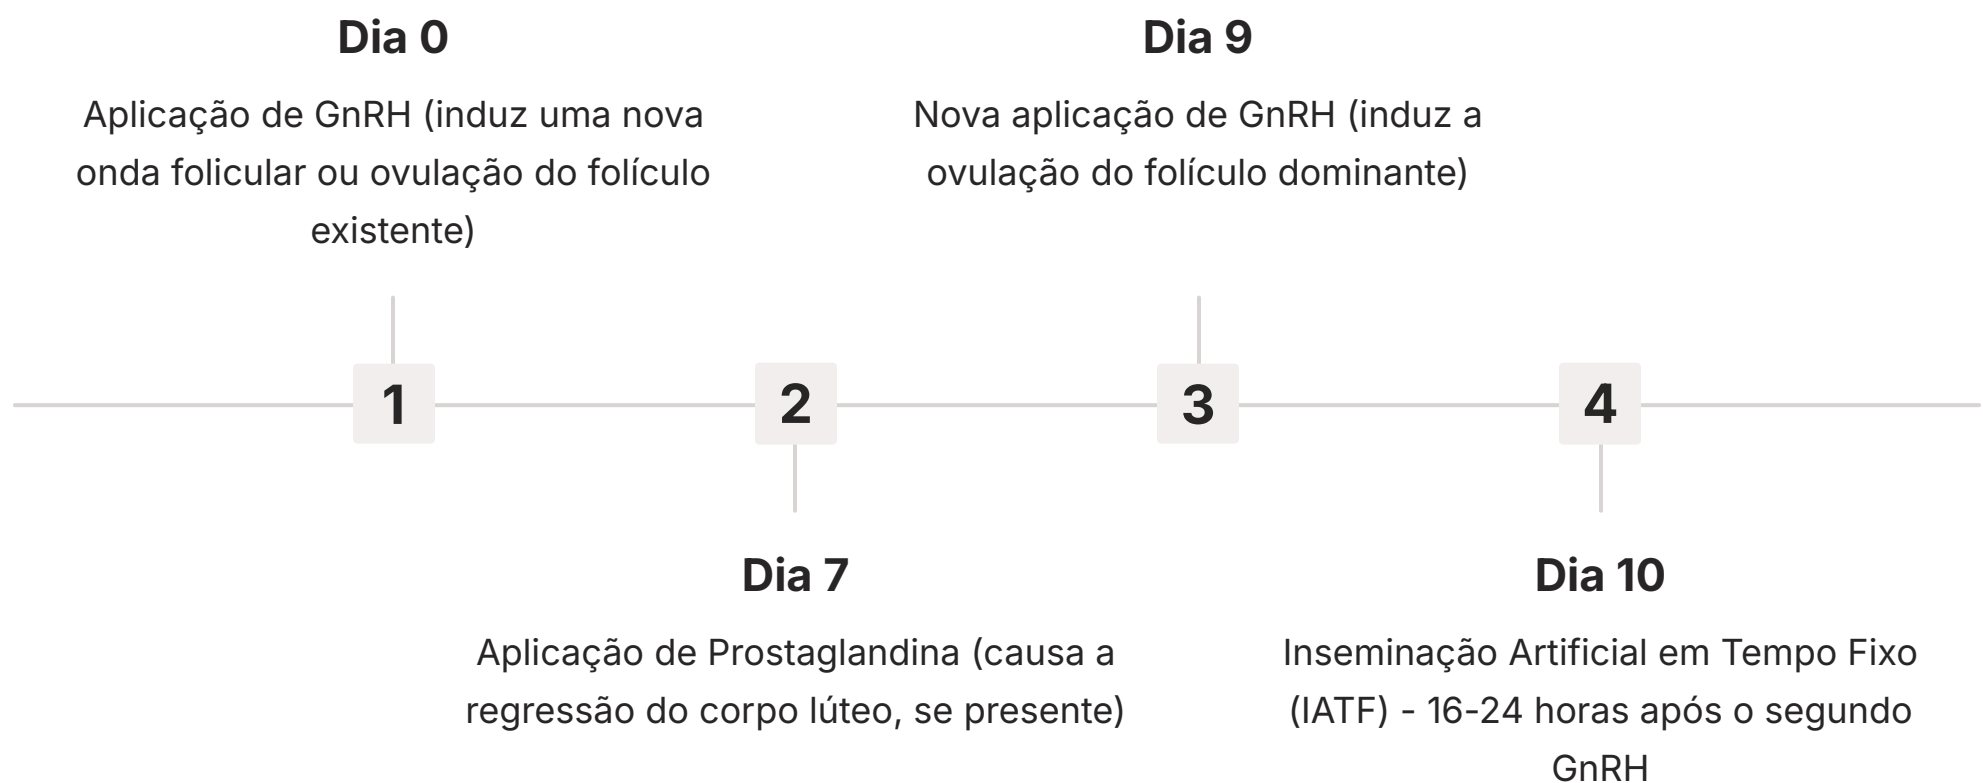 Dia 0
Aplicação de GnRH (induz uma nova
onda folicular ou ovulação do folículo
existente)
Dia 9
Nova aplicação de GnRH (induz a
ovulação do folículo dominante)
1
2
3
4
Dia 7
Aplicação de Prostaglandina (causa a
regressão do corpo lúteo, se presente)
Dia 10
Inseminação Artificial em Tempo Fixo
(IATF) - 16-24 horas após o segundo
GnRH